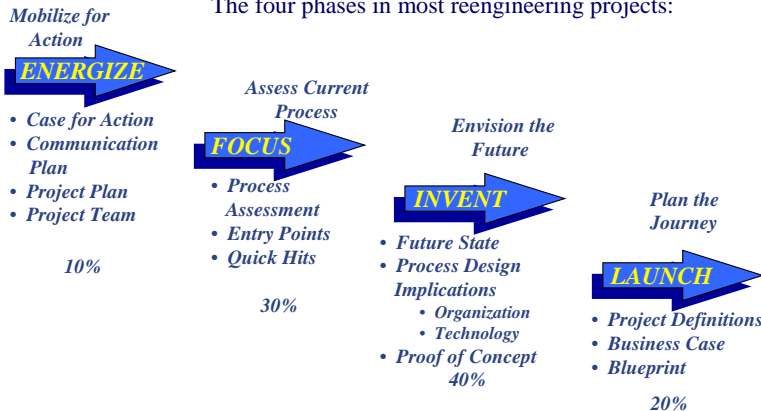 The four phases in most reengineering projects:
Mobilize for
Action
ENERGIZE
• Case for Action
• Communication
Plan
• Project Plan
• Project Team
10%
Assess Current
Process
FOCUS
• Process
Assessment
• Entry Points
• Quick Hits
30%
Envision the
Future
INVENT
• Future State
• Process Design
Implications
• Organization
• Technology
• Proof of Concept
40%
Plan the
Journey
LAUNCH
• Project Definitions
• Business Case
• Blueprint
20%